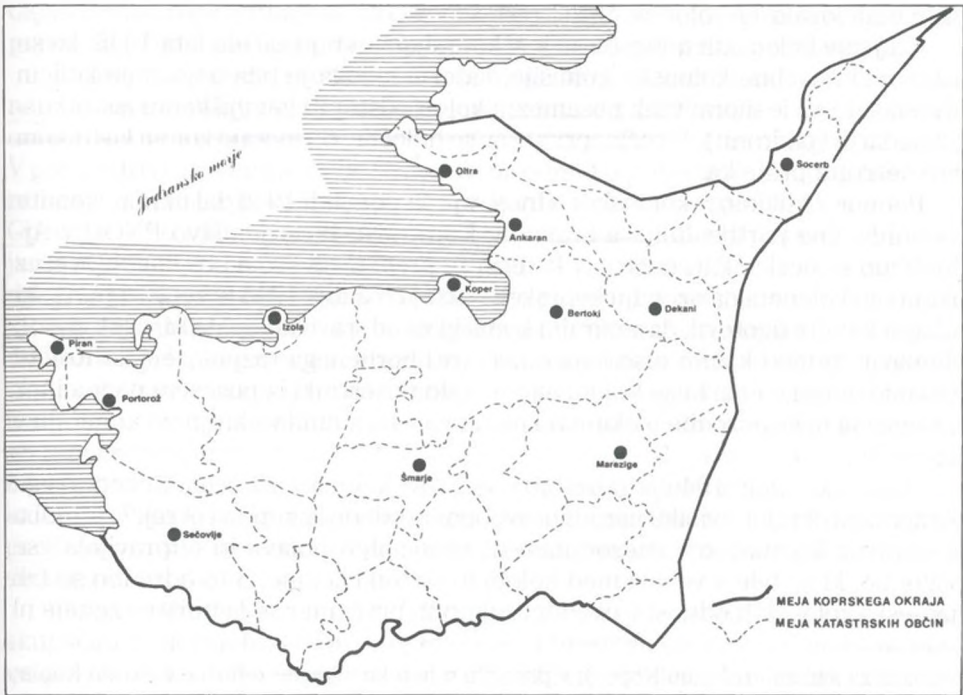 Jadransko morje
Socerb
Oltra
Ankaran
Koper
Izola
Bertoki
Dekani
Piran
Portorož
Marezige
Šmarje
Sečovlje
MEJA KOPRSKEGA OKRAJA
MEJA KATASTRSKIH OBČIN